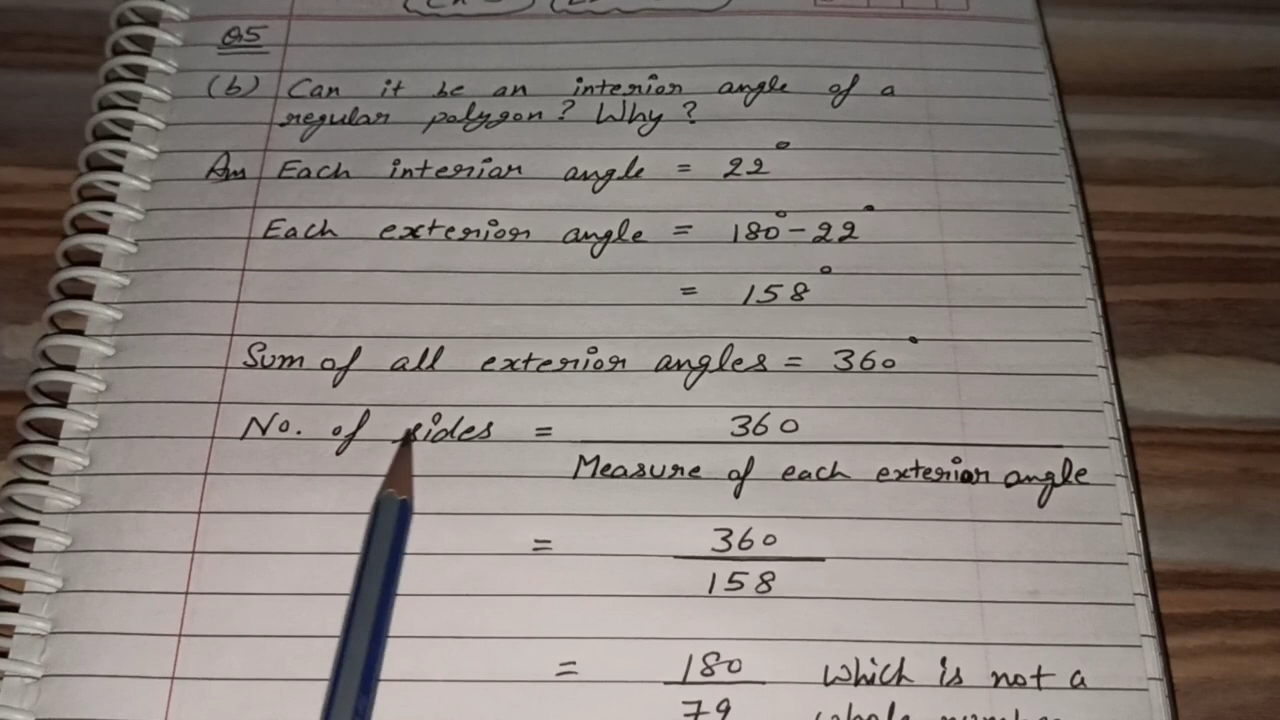 Q5
(b) Can it be an interior angle of a
regular polygon? Why?
Ans Each interior angle = 22°
Each exterior angle = 180° - 22°
= 158°
Sum of all exterior angles = 360°
No. of sides = 360
Measure of each exterior angle
= 360
158
= 180 which is not a
79 whole number